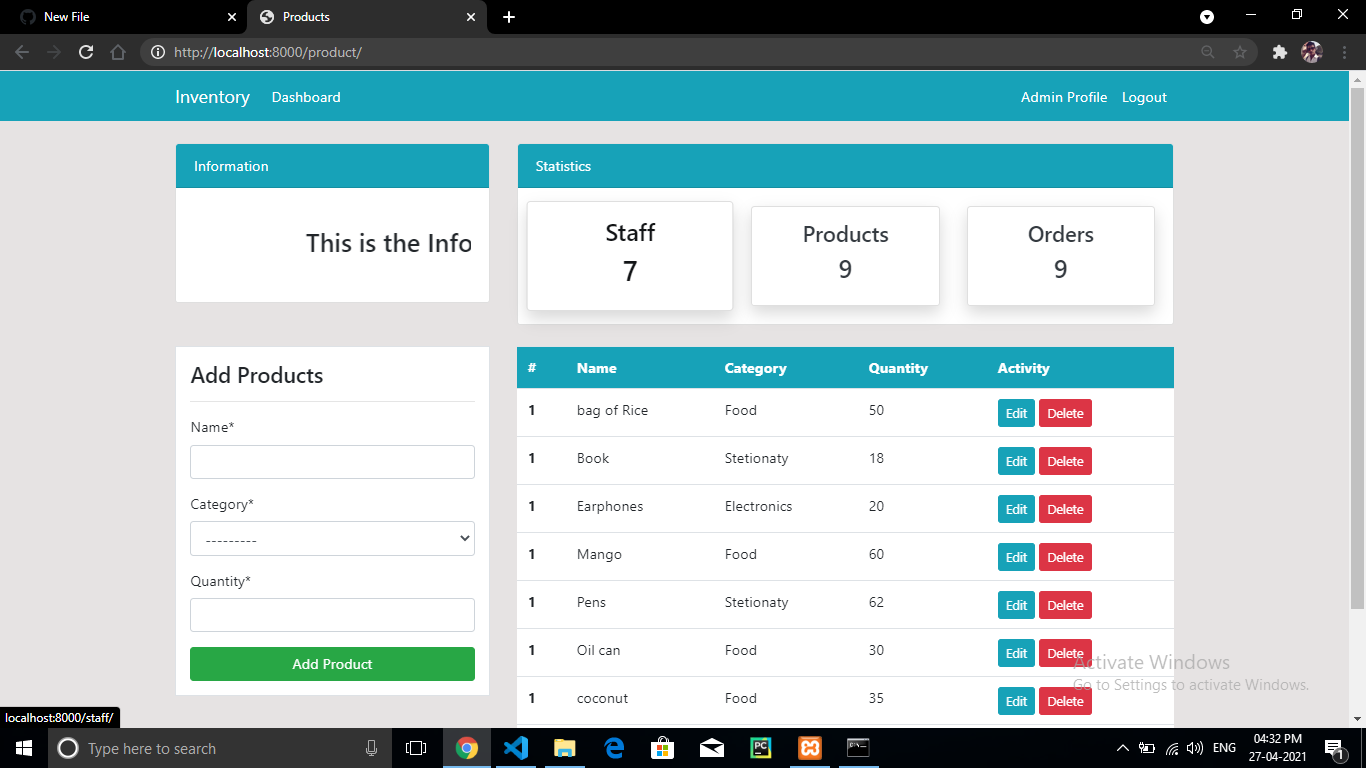 New File
Products
http://localhost:8000/product/
Inventory Dashboard Admin Profile Logout
Information
This is the Info
Statistics
Staff
7
Products
9
Orders
9
Add Products
Name*
Category*
---------
Quantity*
Add Product
# Name Category Quantity Activity
1 bag of Rice Food 50 Edit Delete
1 Book Stetionaty 18 Edit Delete
1 Earphones Electronics 20 Edit Delete
1 Mango Food 60 Edit Delete
1 Pens Stetionaty 62 Edit Delete
1 Oil can Food 30 Edit Delete
1 coconut Food 35 Edit Delete
Activate Windows
Go to Settings to activate Windows.
localhost:8000/staff/
Type here to search
PC
ENG
04:32 PM
27-04-2021
1